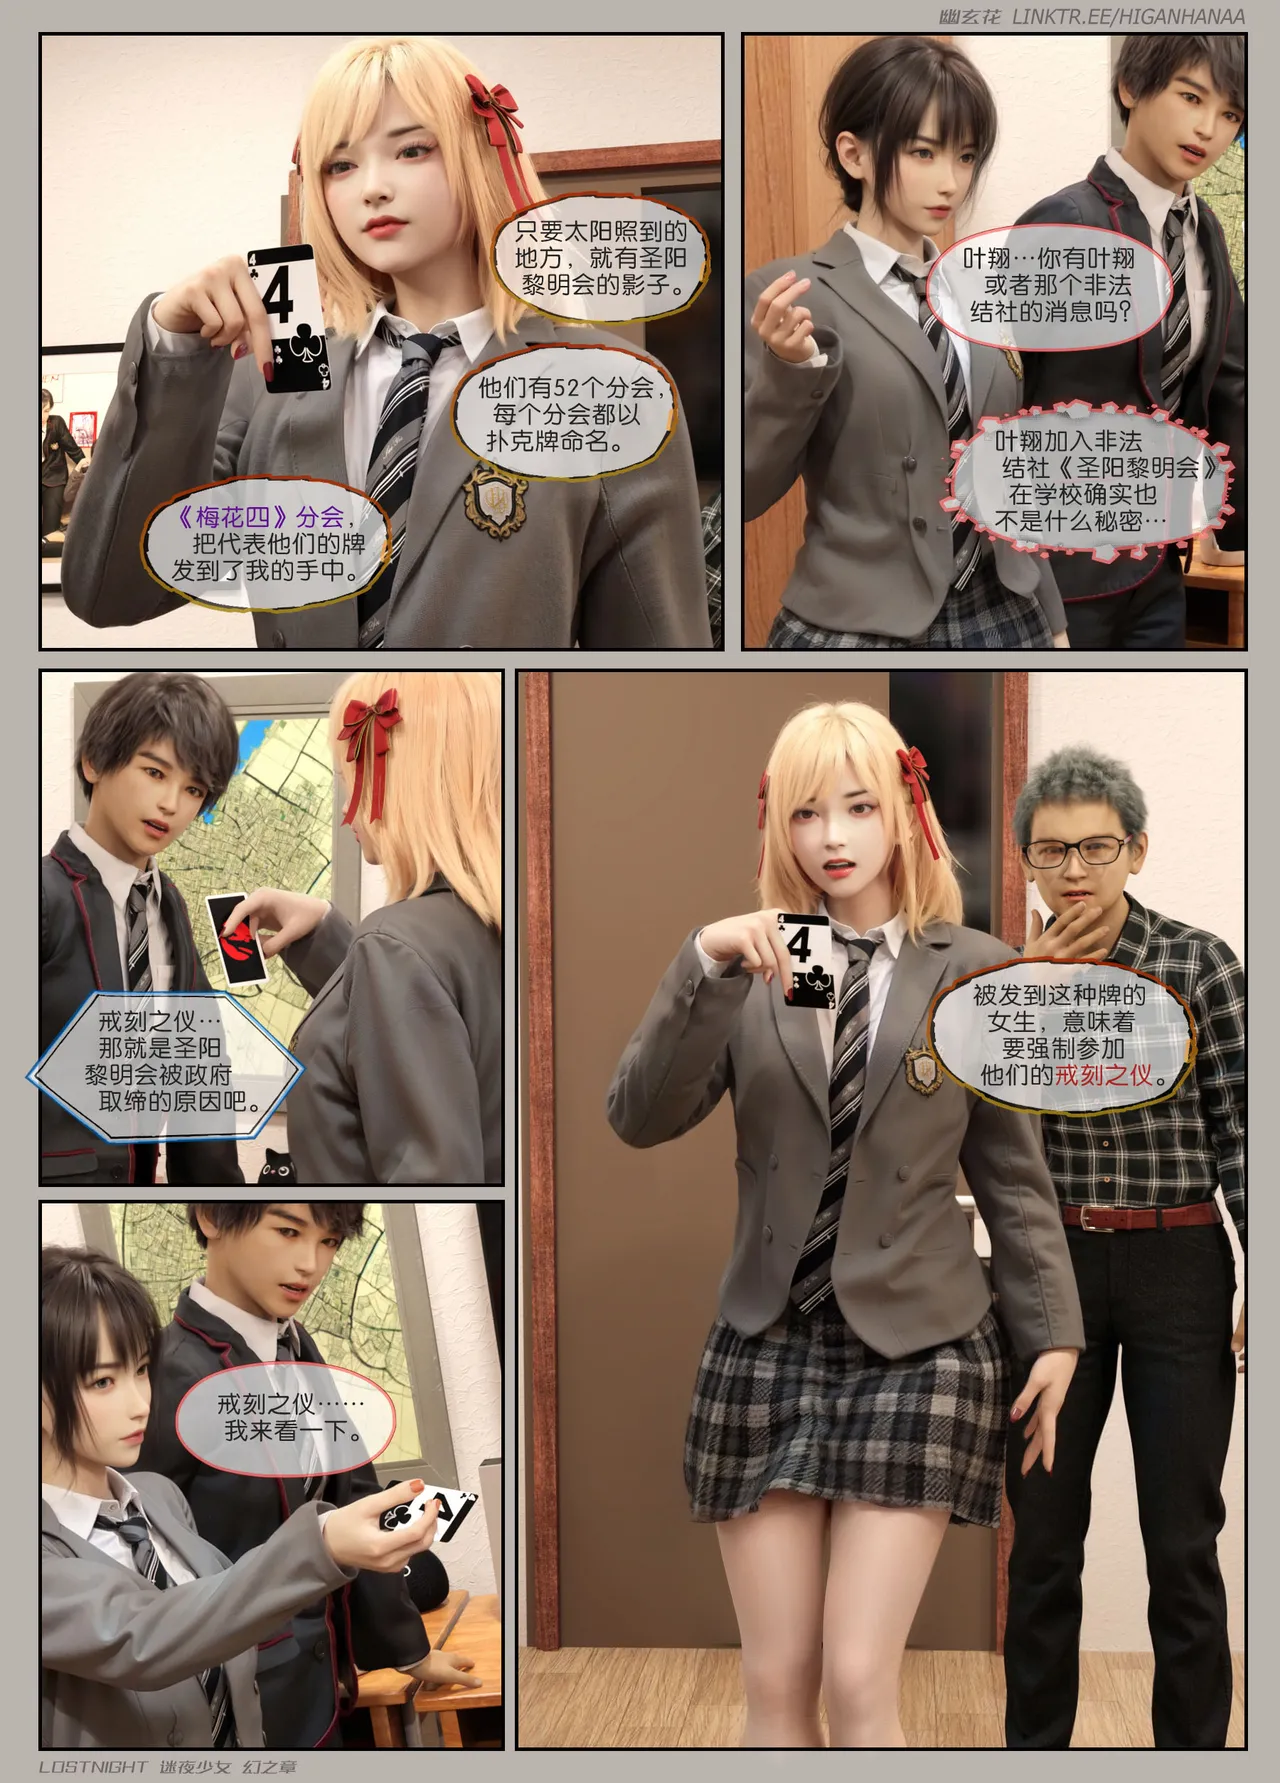 幽玄花 LINKTR.EE/HIGANHANAA
只要太阳照到的
地方，就有圣阳
黎明会的影子。
他们有52个分会，
每个分会都以
扑克牌命名。
《梅花四》分会，
把代表他们的牌
发到了我的手中。
4
4
叶翔…你有叶翔
或者那个非法
结社的消息吗？
叶翔加入非法
结社《圣阳黎明会》
在学校确实也
不是什么秘密…
戒刻之仪…
那就是圣阳
黎明会被政府
取缔的原因吧。
4
4
被发到这种牌的
女生，意味着
要强制参加
他们的戒刻之仪。
戒刻之仪……
我来看一下。
4
LOSTNIGHT 迷夜少女 幻之章